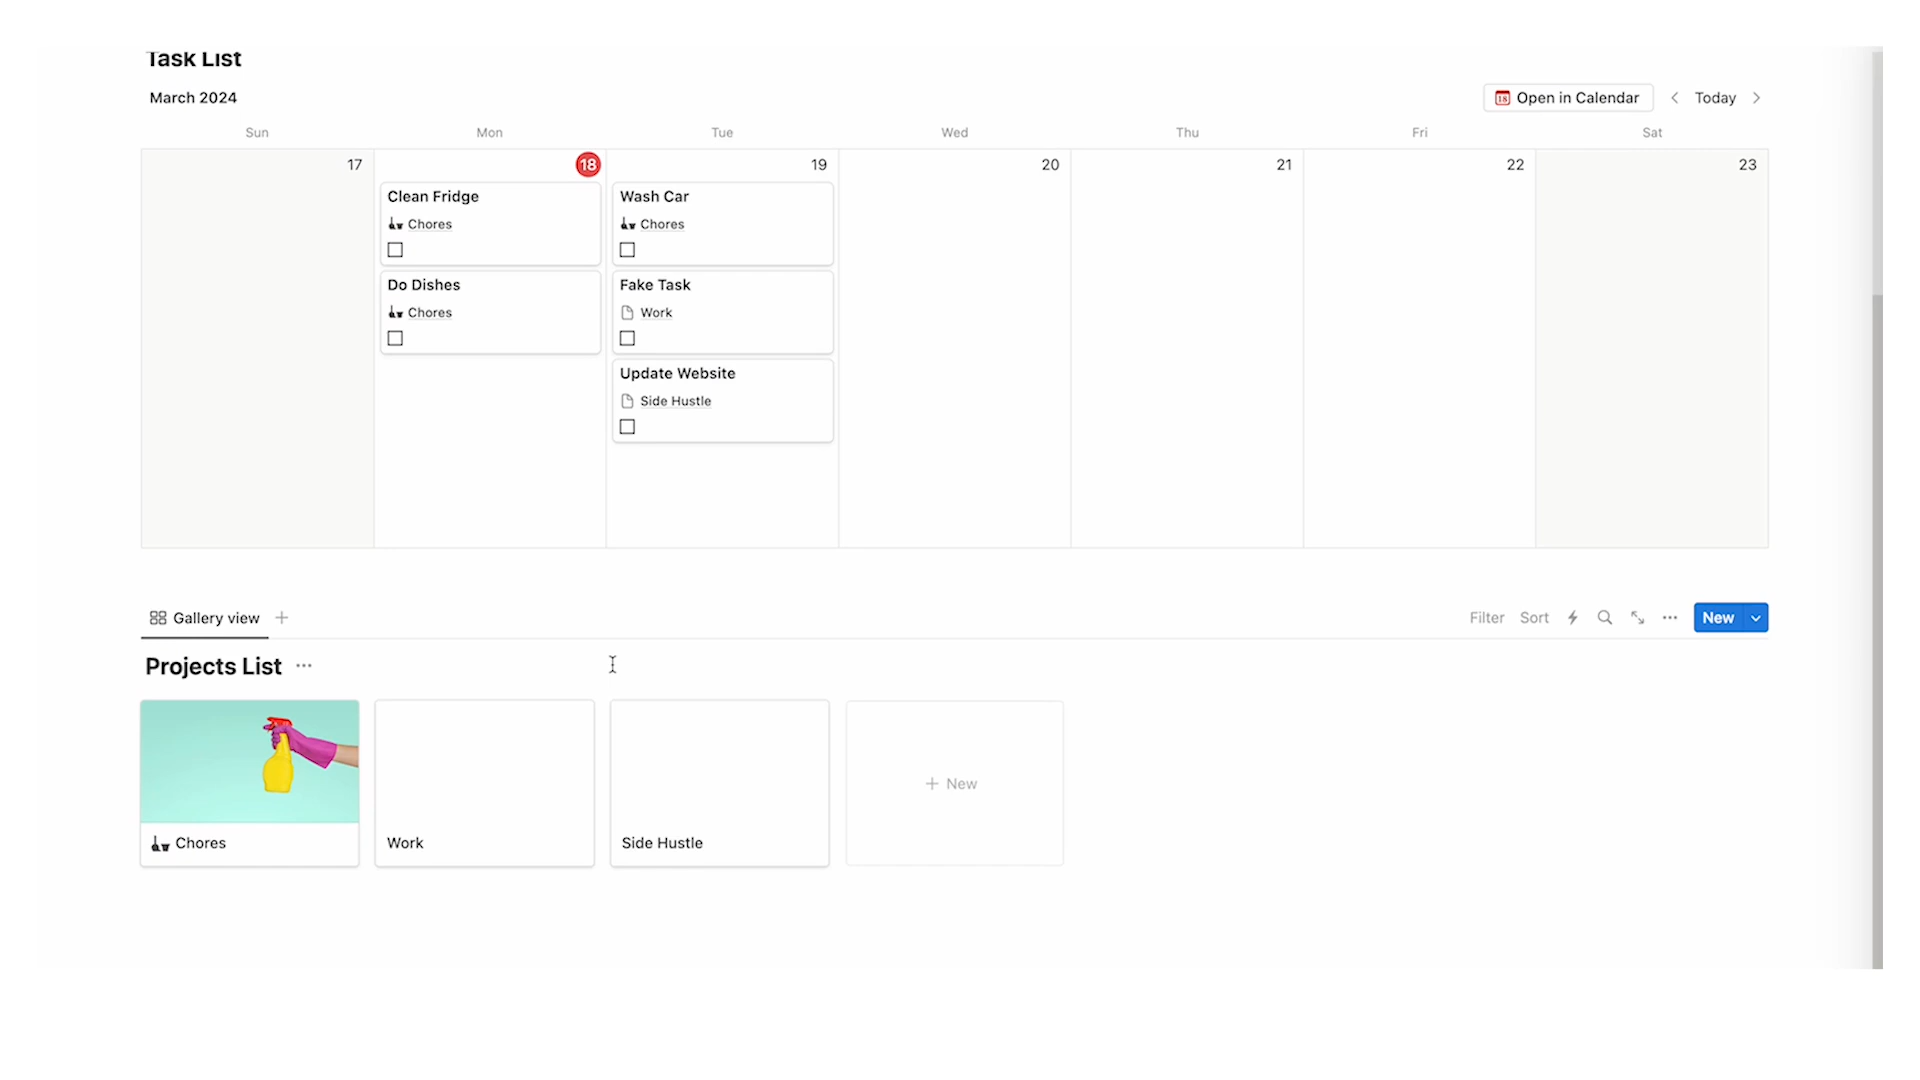 Task List
March 2024
18 Open in Calendar
Today
Sun Mon Tue Wed Thu Fri Sat
17 18 19 20 21 22 23
Clean Fridge
Chores
Do Dishes
Chores
Wash Car
Chores
Fake Task
Work
Update Website
Side Hustle
Gallery view
Filter Sort New
Projects List
Chores
Work
Side Hustle
New